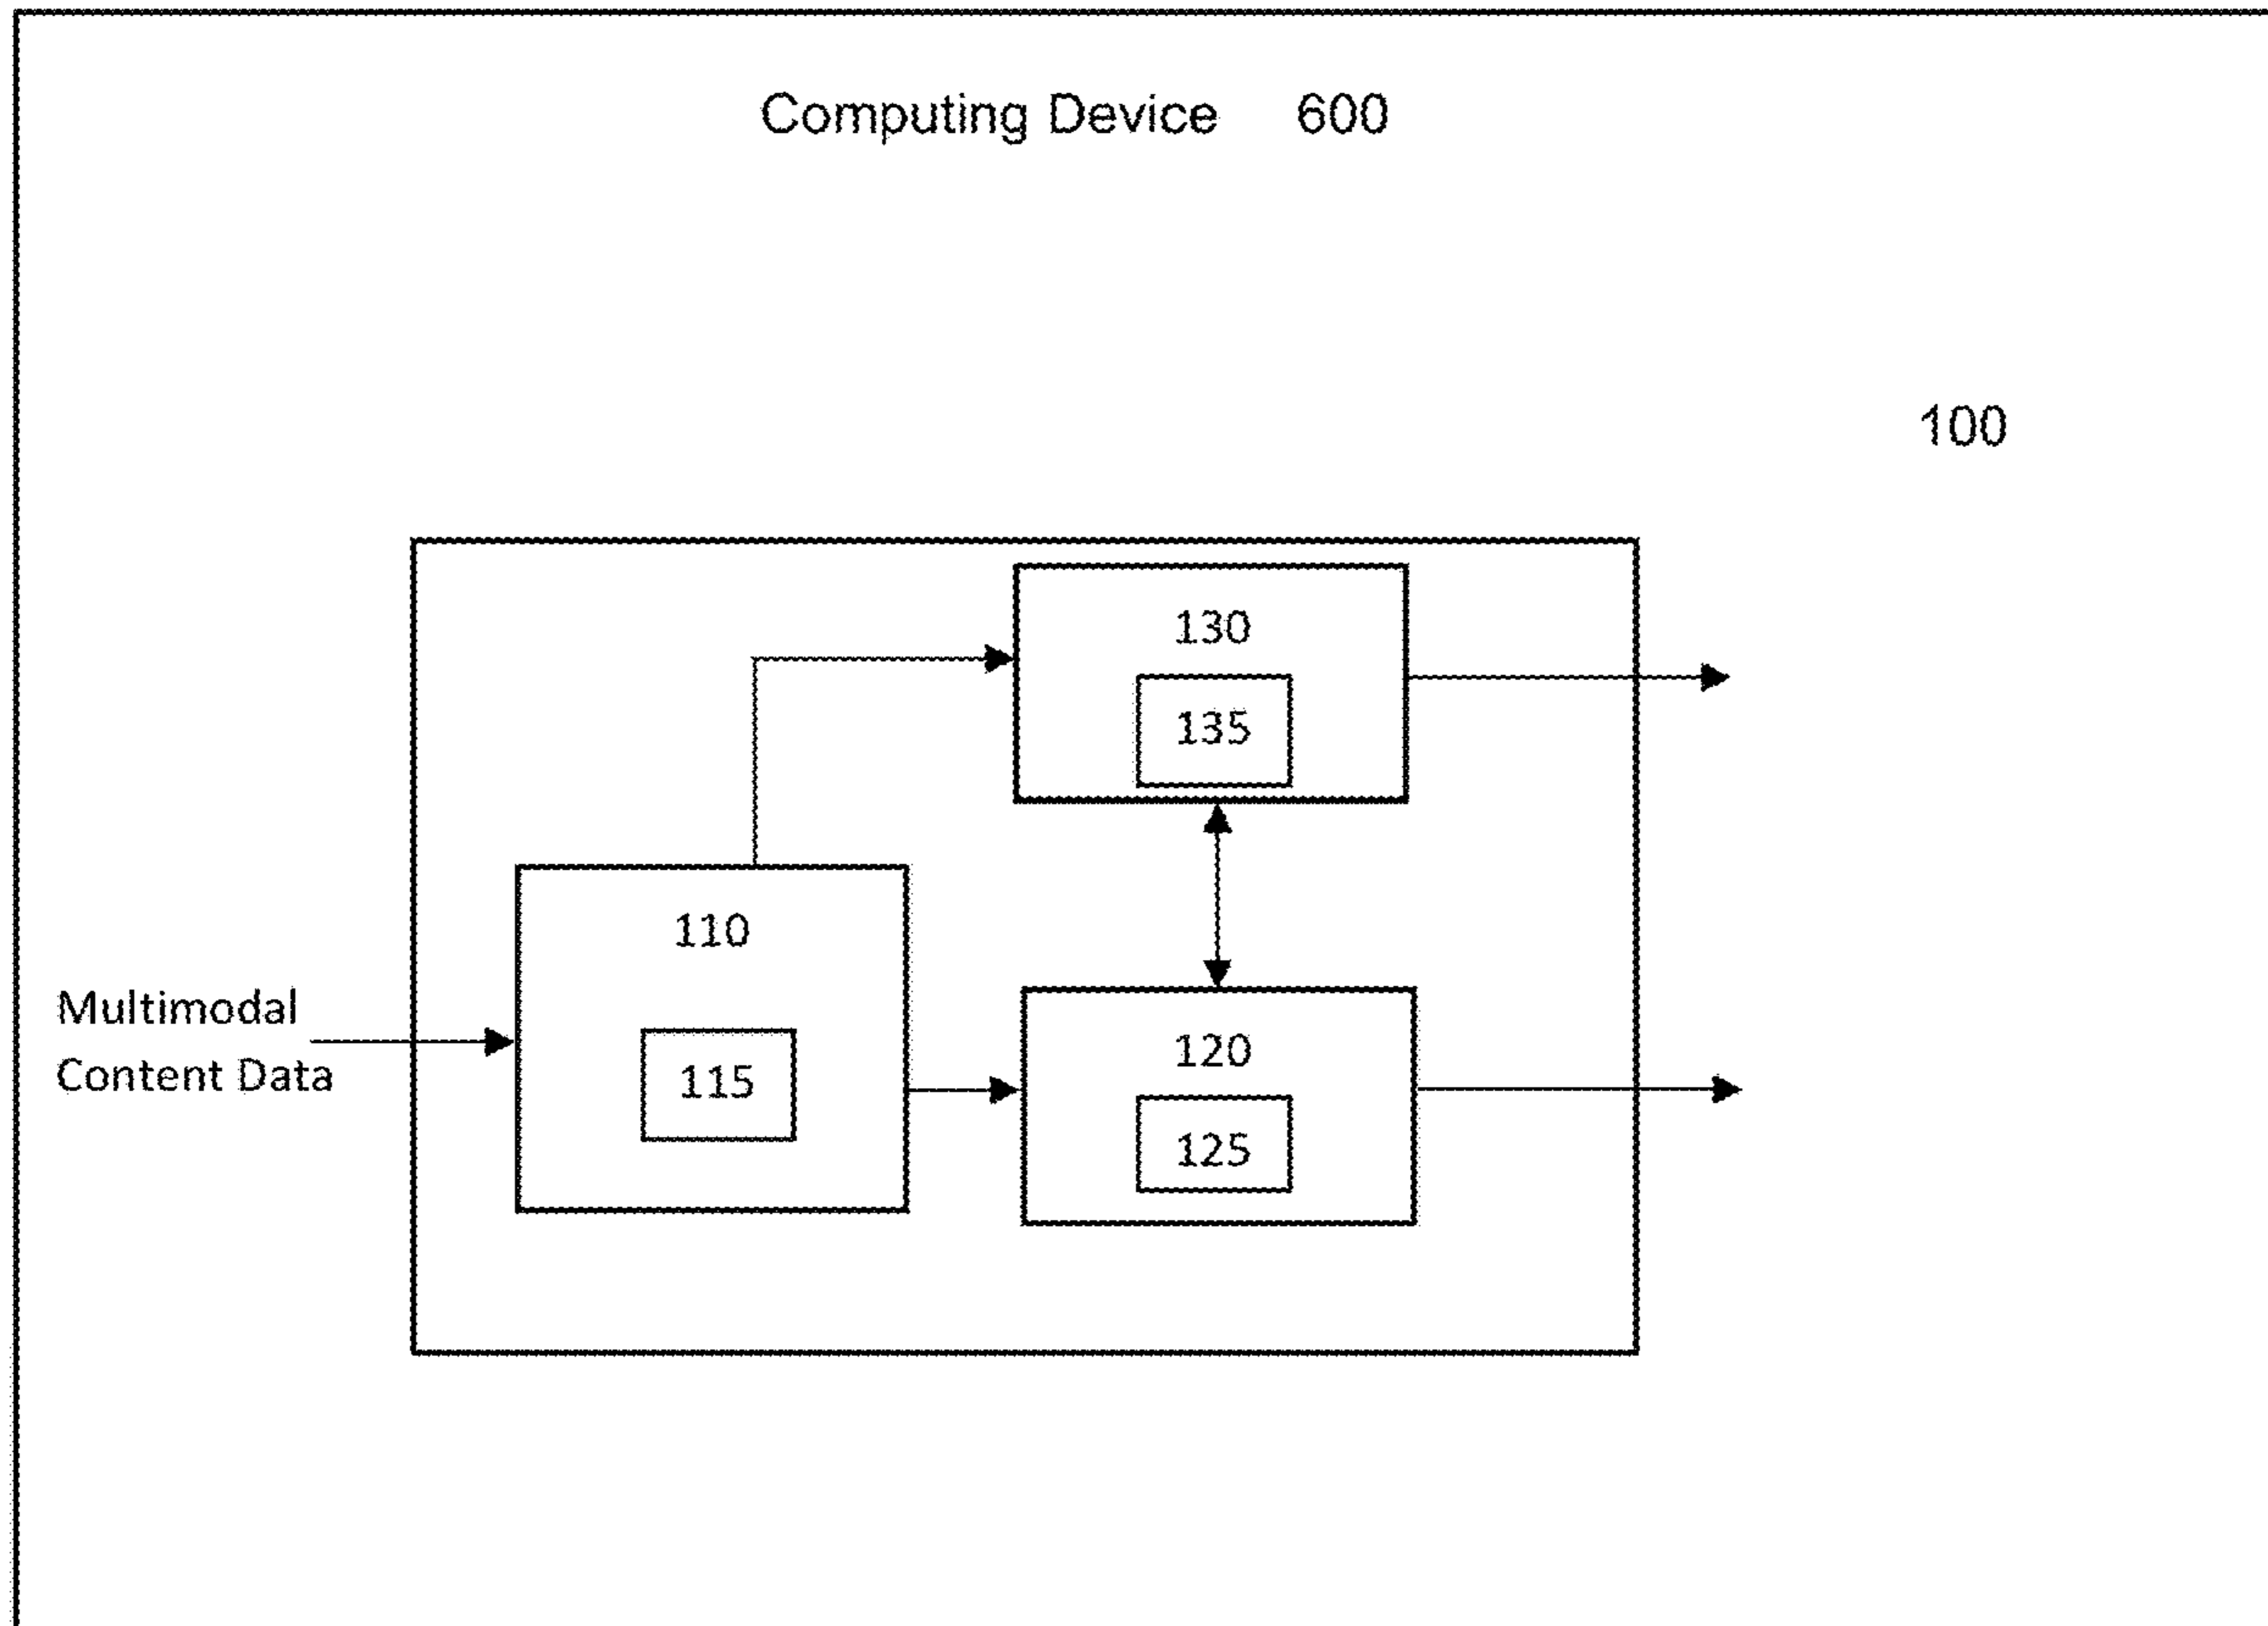 Computing Device 600
100
130
135
110
Multimodal
Content Data
115
120
125